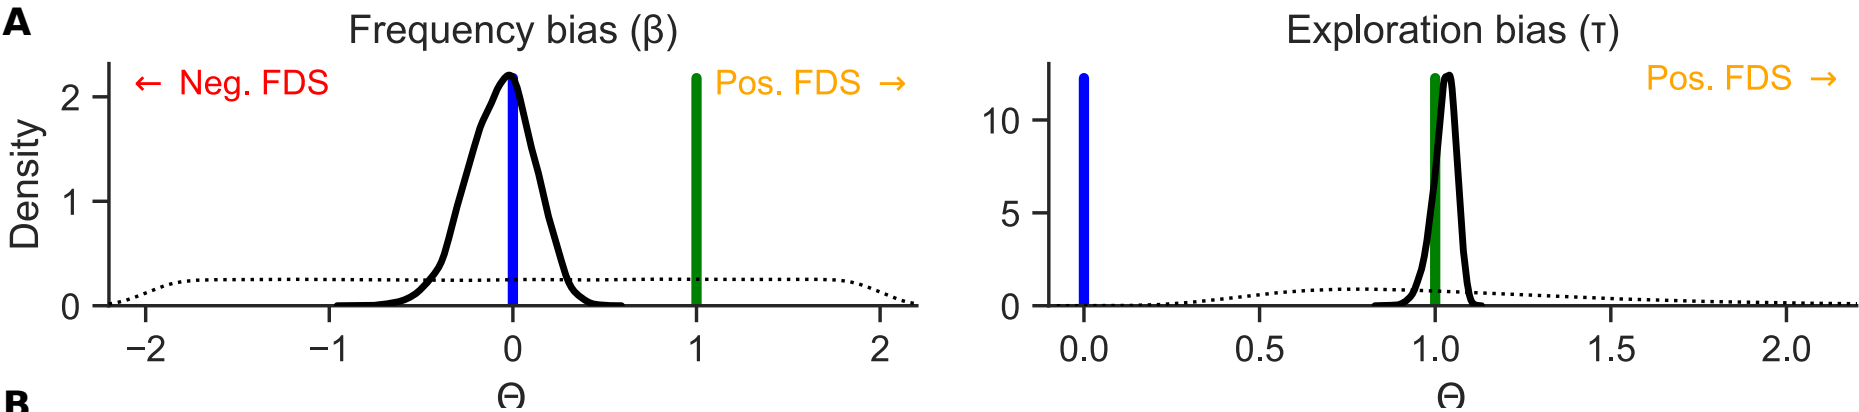 A
Frequency bias (β)
← Neg. FDS
Pos. FDS →
Density
2
1
0
−2
−1
0
1
2
Θ
Exploration bias (τ)
Pos. FDS →
10
5
0
0.0
0.5
1.0
1.5
2.0
Θ
B